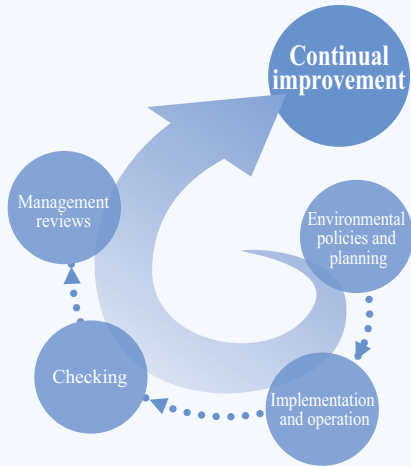 Continual
improvement
Management
reviews
Environmental
policies and
planning
Checking
Implementation
and operation